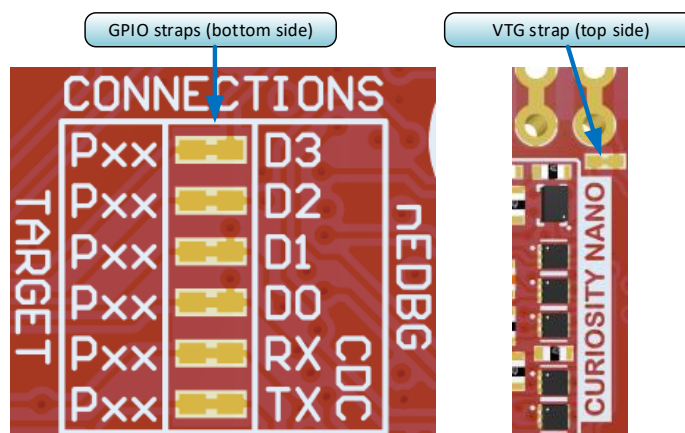 GPIO straps (bottom side)
VTG strap (top side)
CONNECTIONS
Pxx D3
Pxx D2
Pxx D1
Pxx D0
Pxx RX
Pxx TX
TARGET
nEDBG
CDC
CURIOSITY NANO